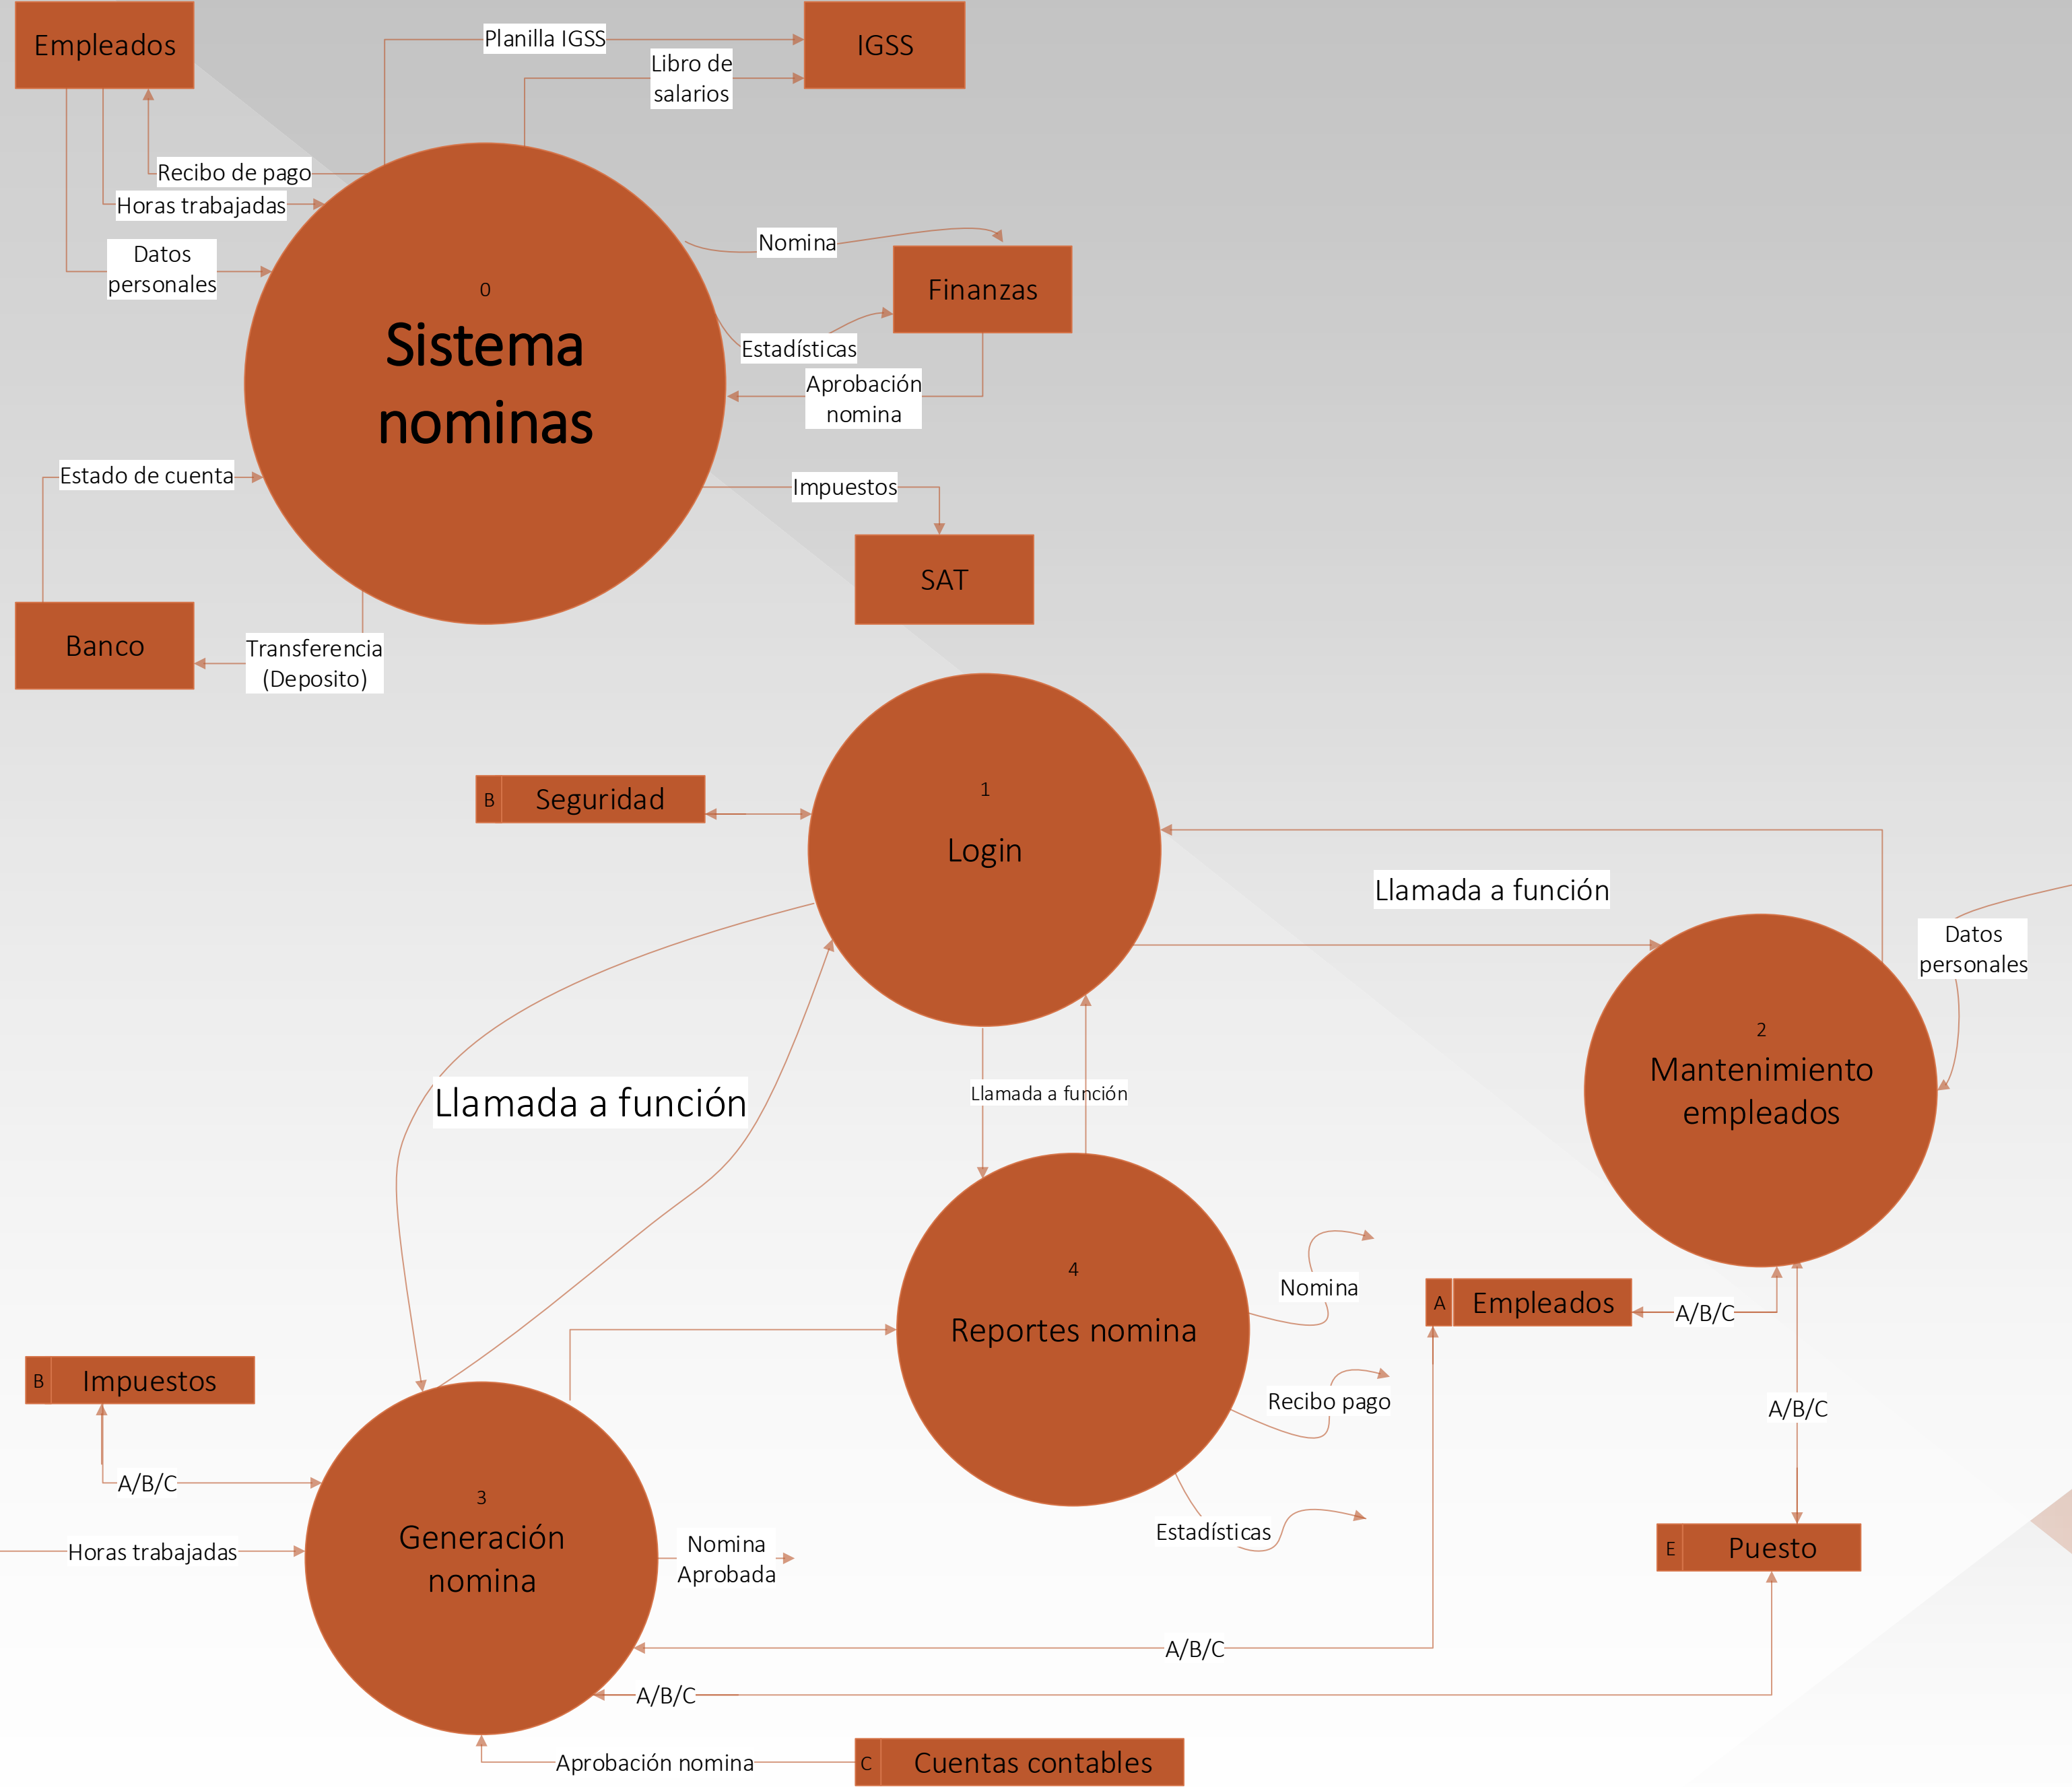 Empleados
Planilla IGSS
IGSS
Libro de
salarios
Recibo de pago
Horas trabajadas
Datos
personales
Nomina
Finanzas
0
Sistema
nominas
Estadísticas
Aprobación
nomina
Estado de cuenta
Impuestos
SAT
Banco
Transferencia
(Deposito)
B
Seguridad
1
Login
Llamada a función
Datos
personales
2
Mantenimiento
empleados
Llamada a función
Llamada a función
4
Reportes nomina
Nomina
A
Empleados
A/B/C
Recibo pago
A/B/C
B
Impuestos
A/B/C
Estadísticas
3
Generación
nomina
Horas trabajadas
Nomina
Aprobada
E
Puesto
A/B/C
A/B/C
Aprobación nomina
C
Cuentas contables